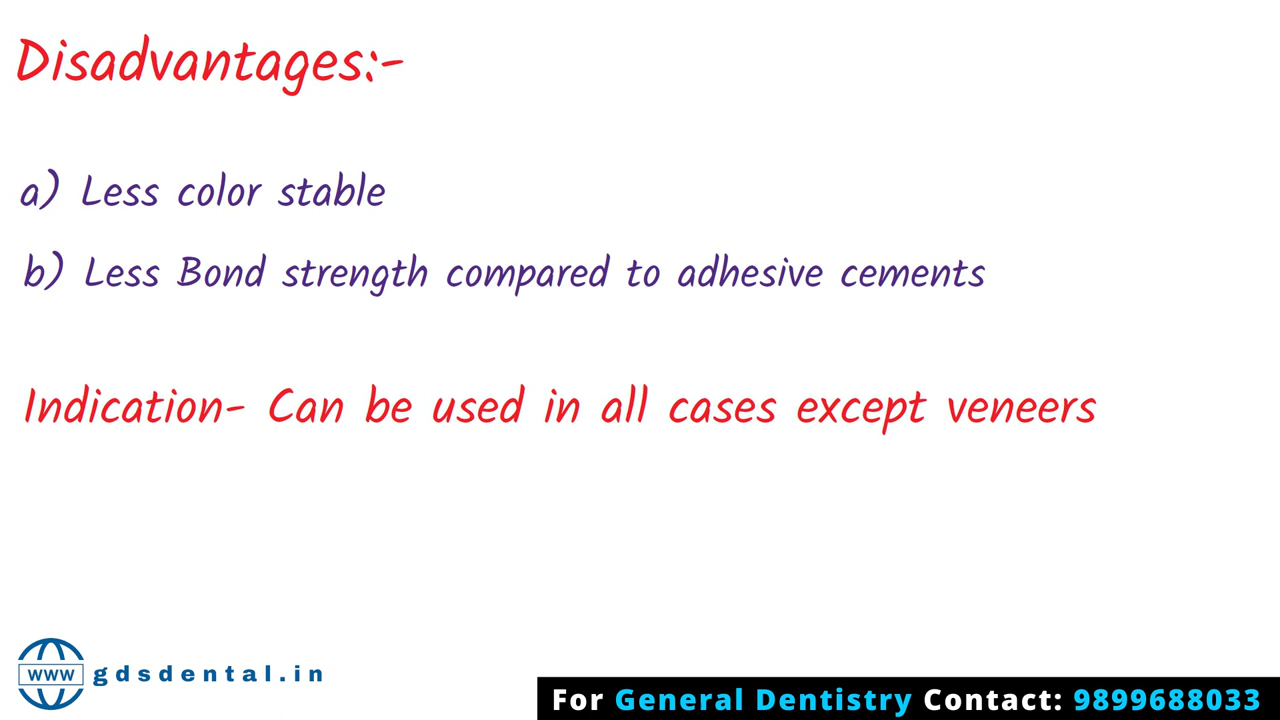 Disadvantages:-
a) Less color stable
b) Less Bond strength compared to adhesive cements
Indication- Can be used in all cases except veneers
www gdsdental.in
For General Dentistry Contact: 9899688033